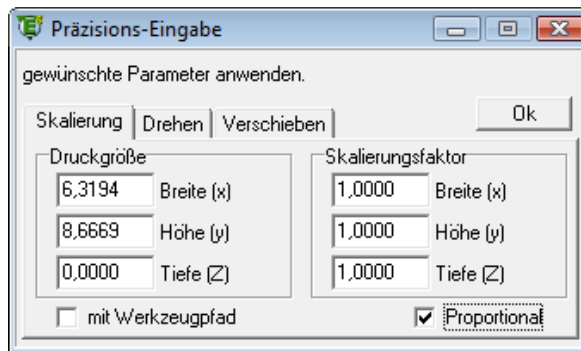 Präzisions-Eingabe
gewünschte Parameter anwenden.
Skalierung Drehen Verschieben Ok
Druckgröße Skalierungsfaktor
6,3194 Breite (x) 1,0000 Breite (x)
8,6669 Höhe (y) 1,0000 Höhe (y)
0,0000 Tiefe (Z) 1,0000 Tiefe (Z)
mit Werkzeugpfad Proportional